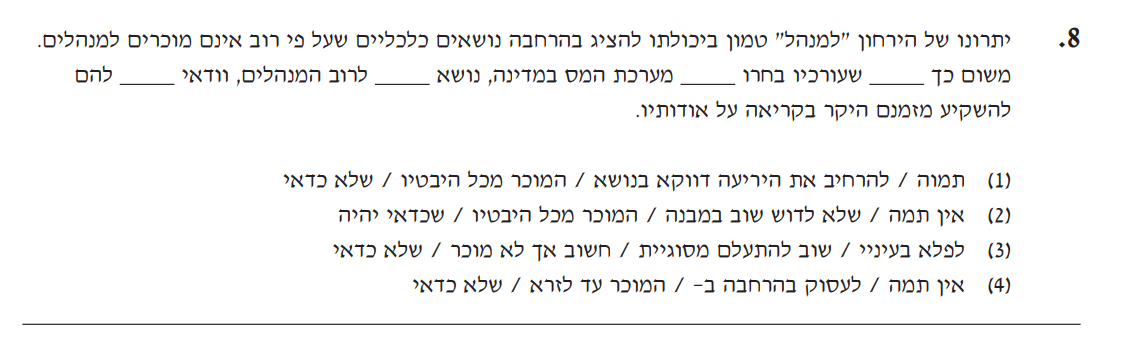 8. יתרונו של הירחון "למנהל" טמון ביכולתו להציג בהרחבה נושאים כלכליים שעל פי רוב אינם מוכרים למנהלים.
משום כך _____ שעורכיו בחרו _____ מערכת המס במדינה, נושא _____ לרוב המנהלים, וודאי _____ להם
להשקיע מזמנם היקר בקריאה על אודותיו.
(1) תמוה / להרחיב את היריעה דווקא בנושא / המוכר מכל היבטיו / שלא כדאי
(2) אין תמה / שלא לדוש שוב במבנה / המוכר מכל היבטיו / שכדאי יהיה
(3) לפלא בעיניי / שוב להתעלם מסוגיית / חשוב אך לא מוכר / שלא כדאי
(4) אין תמה / לעסוק בהרחבה ב- / המוכר עד לזרא / שלא כדאי